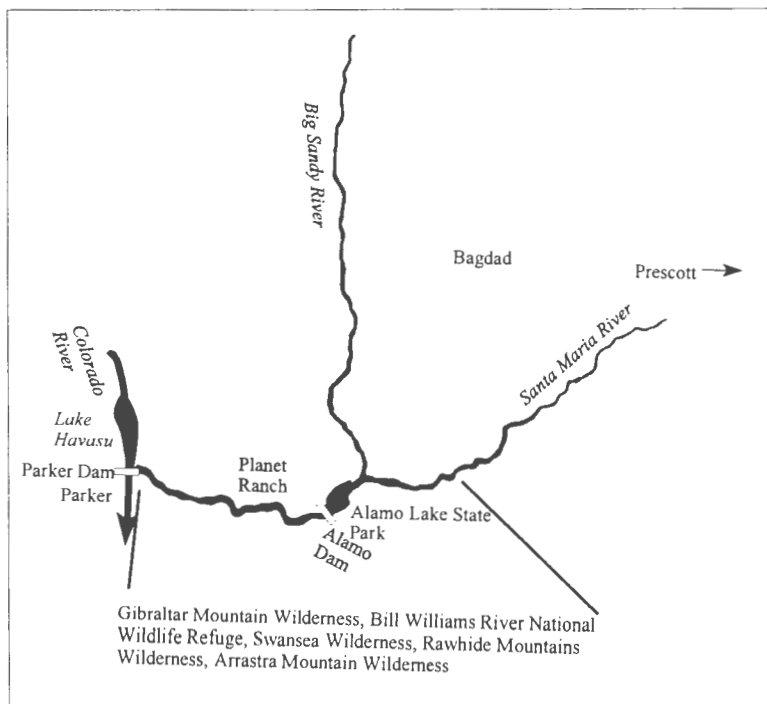 Big Sandy River
Bagdad
Prescott
Santa Maria River
Colorado
River
Lake
Havasu
Parker Dam
Parker
Planet
Ranch
Alamo Lake State
Park
Alamo
Dam
Gibraltar Mountain Wilderness, Bill Williams River National
Wildlife Refuge, Swansea Wilderness, Rawhide Mountains
Wilderness, Arrastra Mountain Wilderness